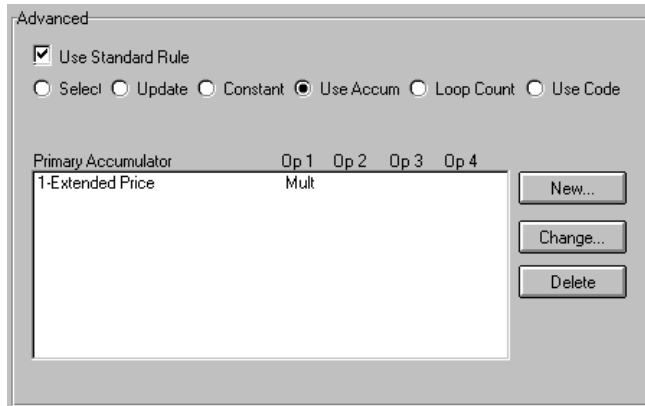 Advanced
Use Standard Rule
Select Update Constant Use Accum Loop Count Use Code
Primary Accumulator Op 1 Op 2 Op 3 Op 4
1-Extended Price Mult
New...
Change...
Delete